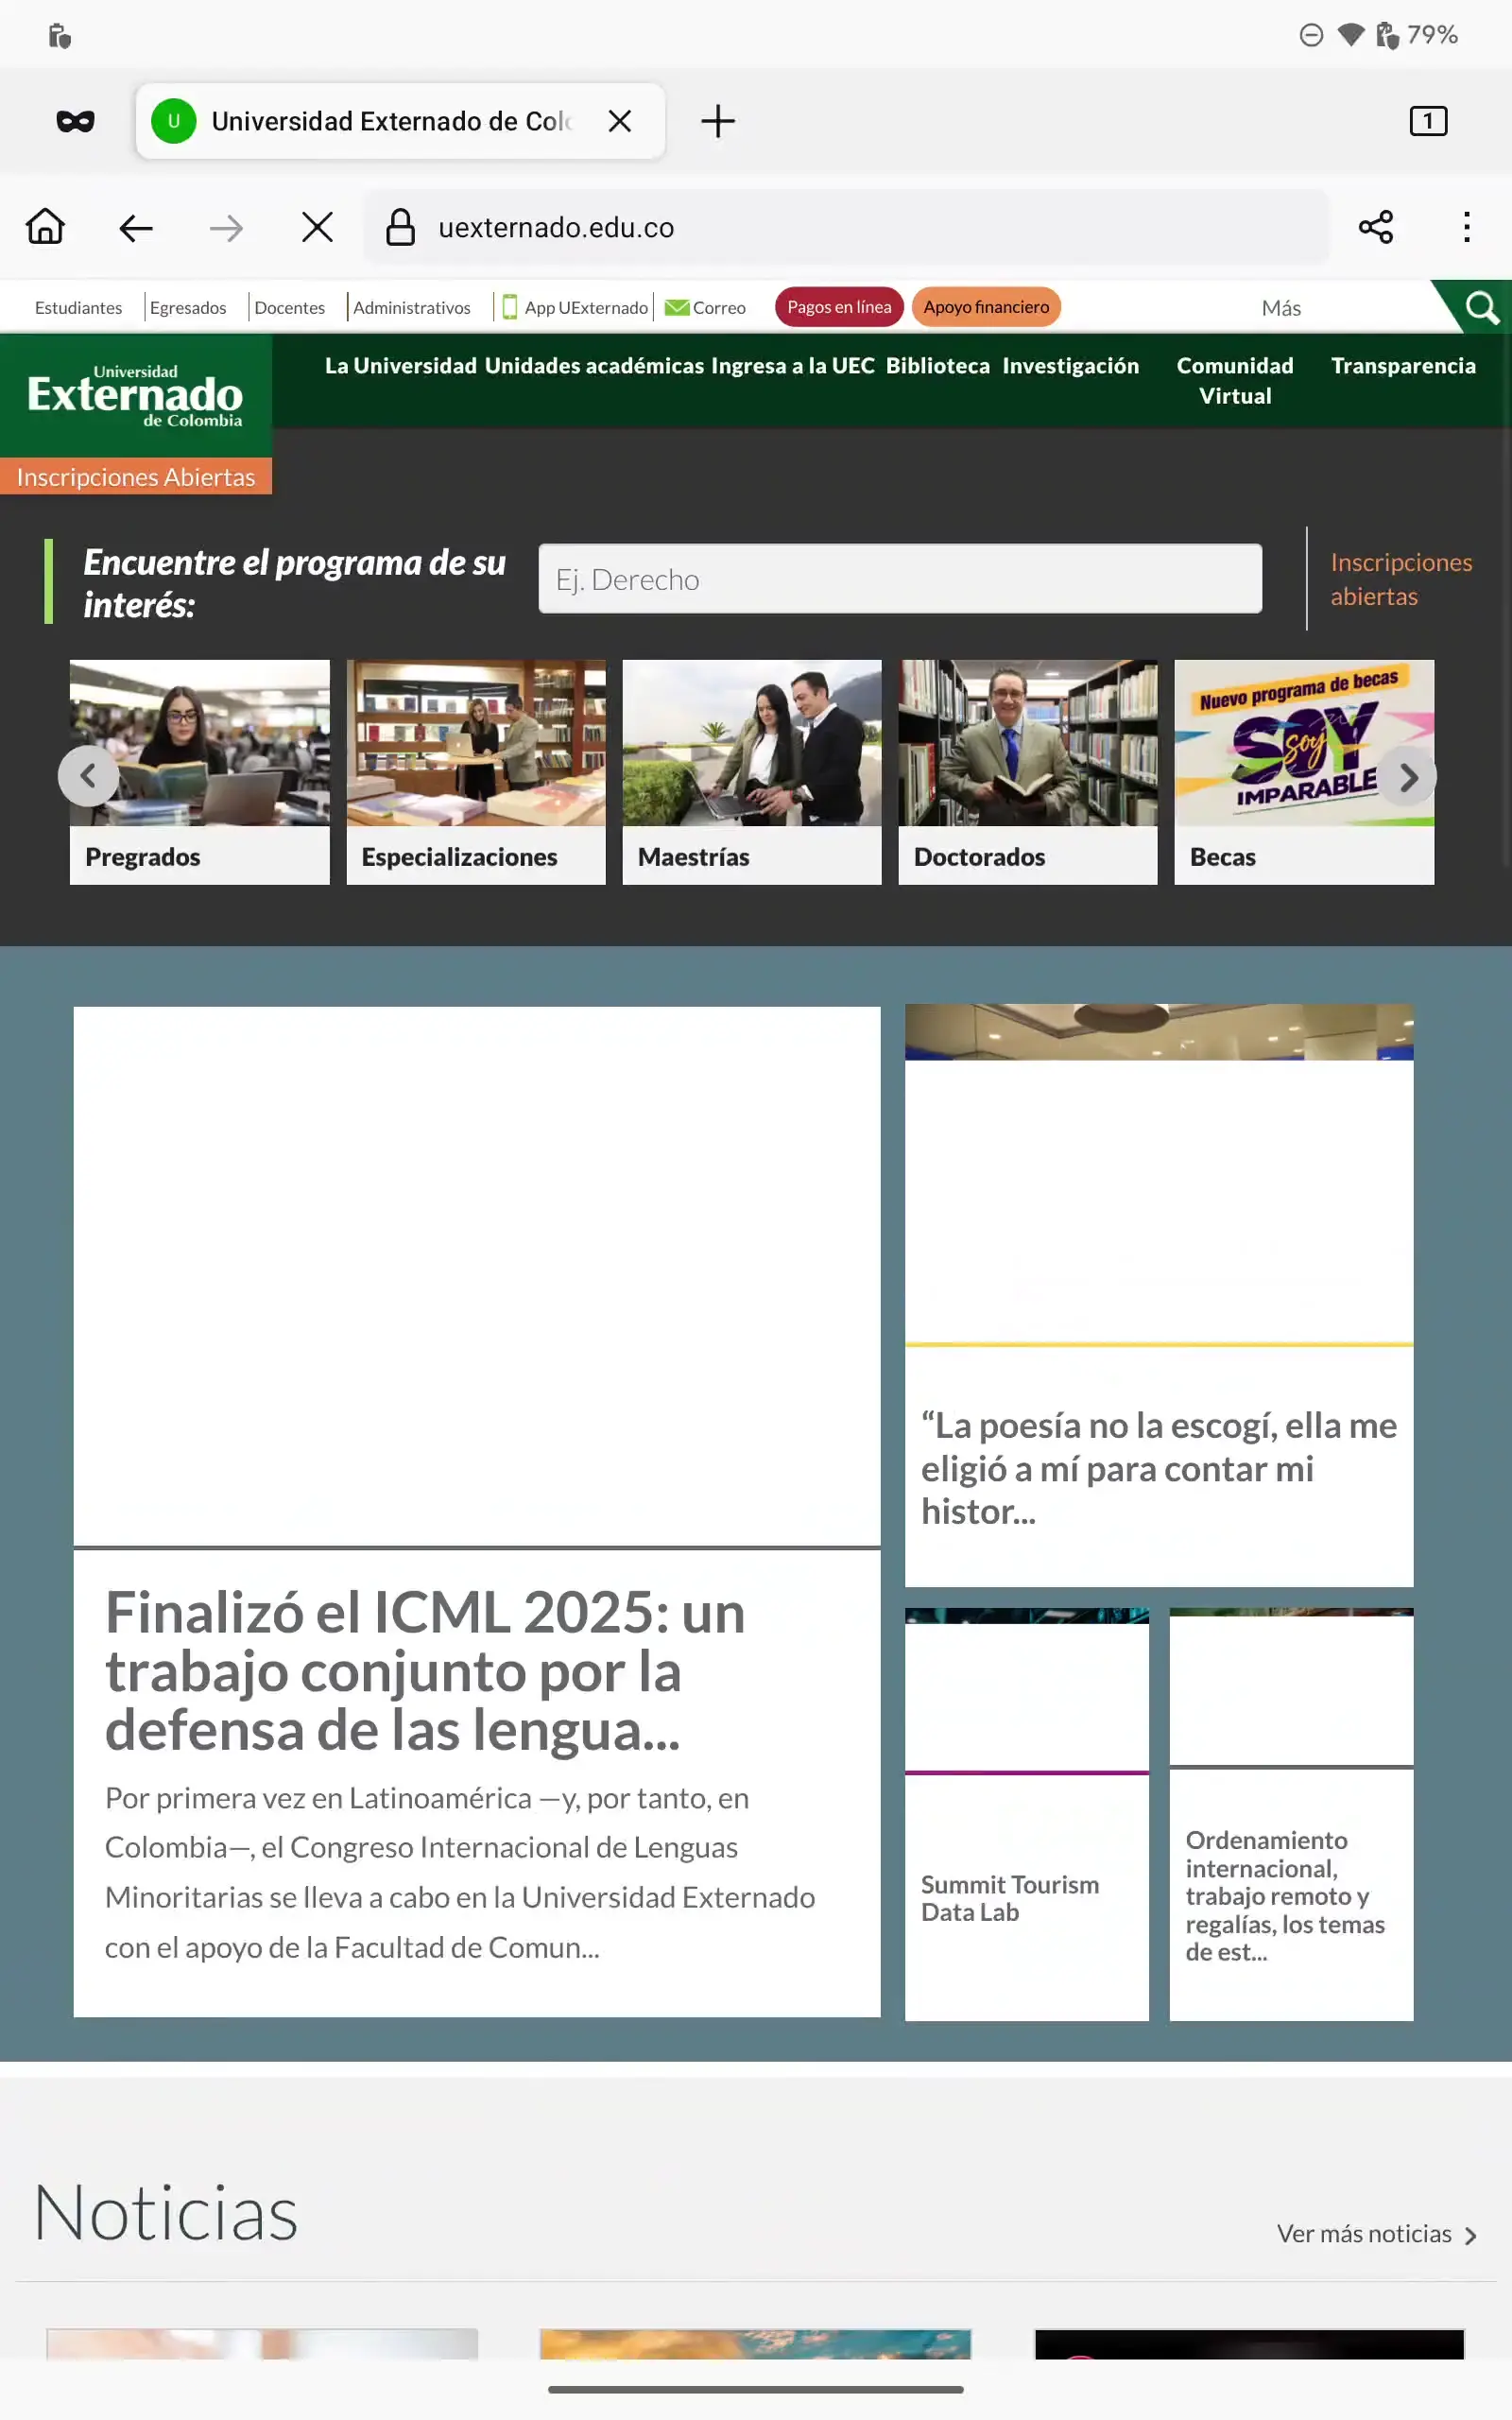 79%
U Universidad Externado de Col
1
uexternado.edu.co
Estudiantes Egresados Docentes Administrativos App UExternado Correo Pagos en línea Apoyo financiero Más
Universidad
Externado
de Colombia
La Universidad Unidades académicas Ingresa a la UEC Biblioteca Investigación Comunidad Virtual Transparencia
Inscripciones Abiertas
Encuentre el programa de su
interés:
Ej. Derecho
Inscripciones
abiertas
Nuevo programa de becas
SOY
soy
IMPARABLE
Pregrados
Especializaciones
Maestrías
Doctorados
Becas
Finalizó el ICML 2025: un
trabajo conjunto por la
defensa de las lengua...
Por primera vez en Latinoamérica —y, por tanto, en
Colombia—, el Congreso Internacional de Lenguas
Minoritarias se lleva a cabo en la Universidad Externado
con el apoyo de la Facultad de Comun...
“La poesía no la escogí, ella me
eligió a mí para contar mi
histor...
Summit Tourism
Data Lab
Ordenamiento
internacional,
trabajo remoto y
regalías, los temas
de est...
Noticias
Ver más noticias